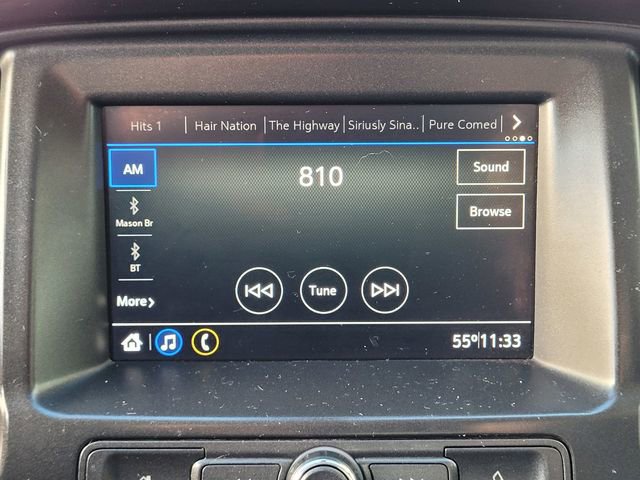 Hits 1 Hair Nation The Highway Siriusly Sina.. Pure Comed
AM
810
Sound
Mason Br
Browse
BT
Tune
More
55° 11:33